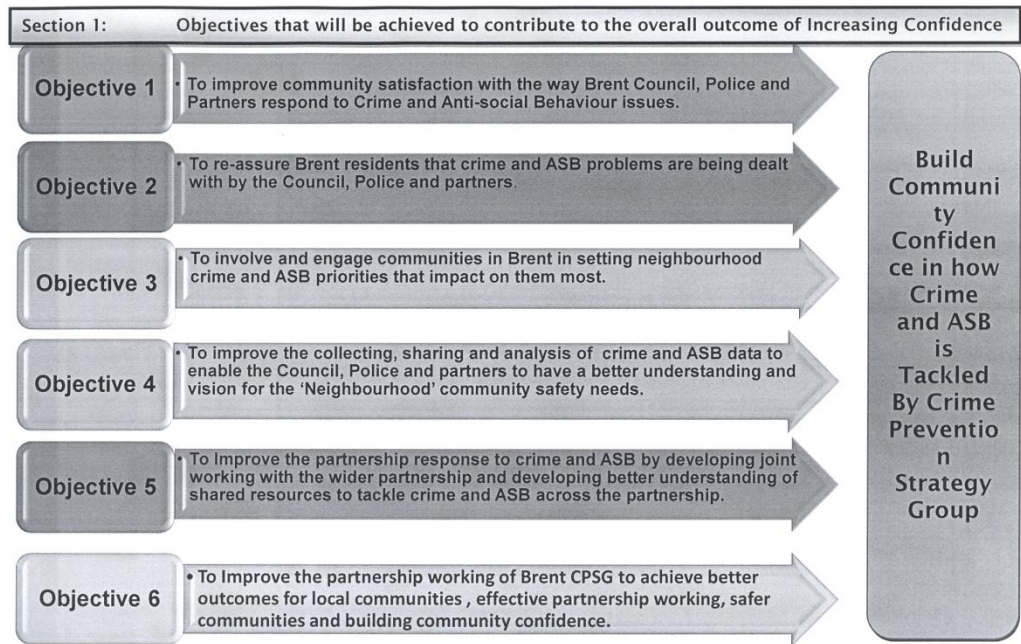 Section 1: Objectives that will be achieved to contribute to the overall outcome of Increasing Confidence
Objective 1
• To improve community satisfaction with the way Brent Council, Police and
Partners respond to Crime and Anti-social Behaviour issues.
Objective 2
• To re-assure Brent residents that crime and ASB problems are being dealt
with by the Council, Police and partners.
Objective 3
• To involve and engage communities in Brent in setting neighbourhood
crime and ASB priorities that impact on them most.
Objective 4
• To improve the collecting, sharing and analysis of crime and ASB data to
enable the Council, Police and partners to have a better understanding and
vision for the ‘Neighbourhood’ community safety needs.
Objective 5
• To Improve the partnership response to crime and ASB by developing joint
working with the wider partnership and developing better understanding of
shared resources to tackle crime and ASB across the partnership.
Objective 6
• To Improve the partnership working of Brent CPSG to achieve better
outcomes for local communities , effective partnership working, safer
communities and building community confidence.
Build
Communi
ty
Confiden
ce in how
Crime
and ASB
is
Tackled
By Crime
Preventio
n
Strategy
Group